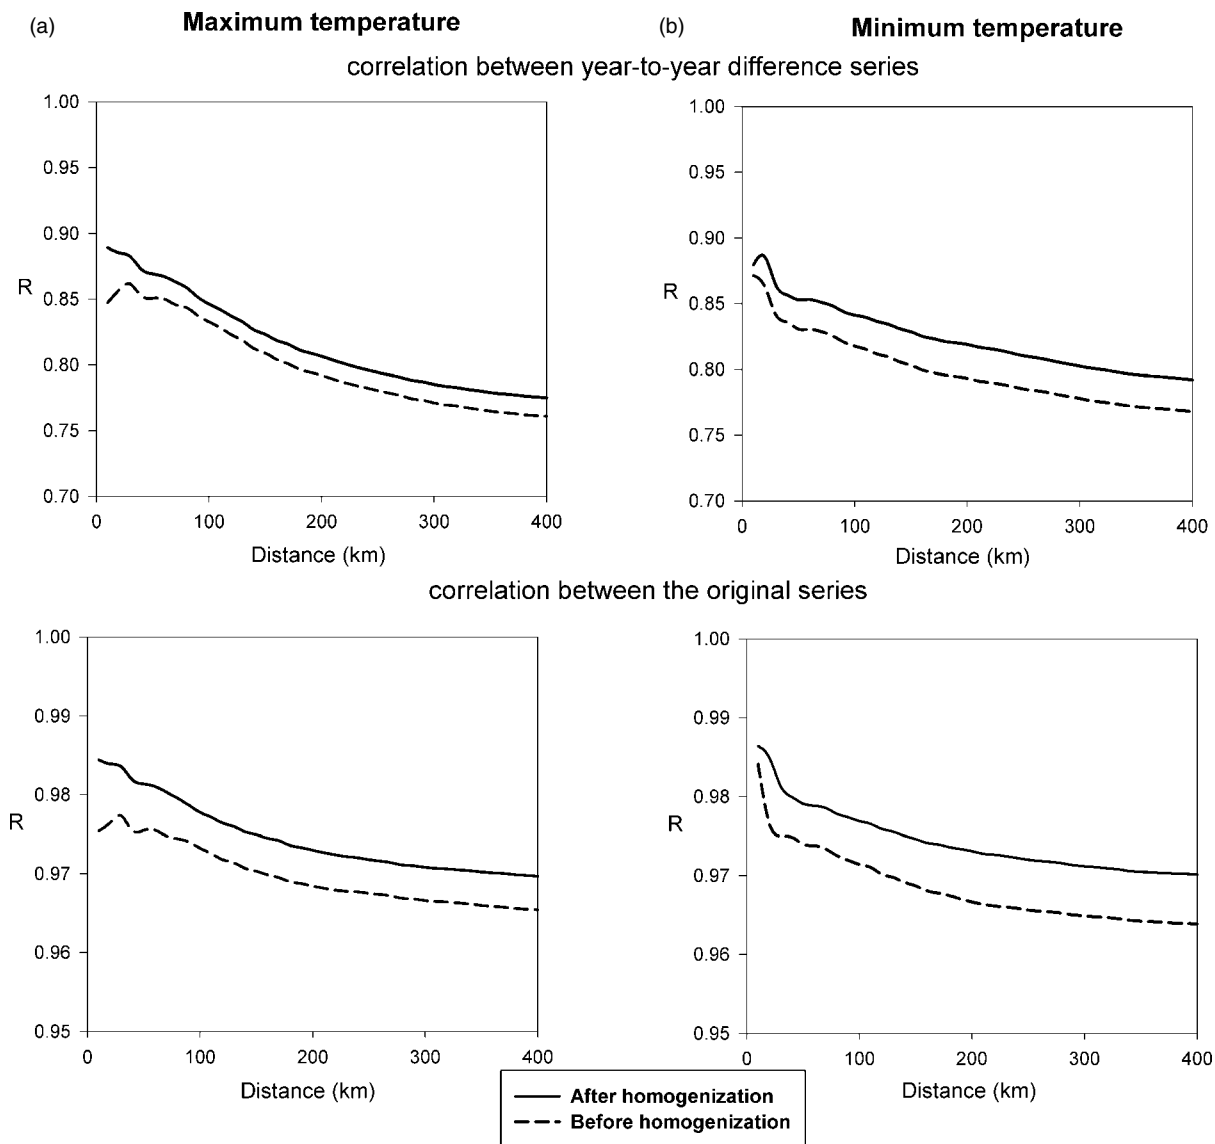 (a) Maximum temperature (b) Minimum temperature
correlation between year-to-year difference series
1.00 1.00
0.95 0.95
0.90 0.90
R 0.85 R 0.85
0.80 0.80
0.75 0.75
0.70 0.70
0 100 200 300 400 0 100 200 300 400
Distance (km) Distance (km)
correlation between the original series
1.00 1.00
0.99 0.99
0.98 0.98
R R
0.97 0.97
0.96 0.96
0.95 0.95
0 100 200 300 400 0 100 200 300 400
Distance (km) Distance (km)
After homogenization
Before homogenization